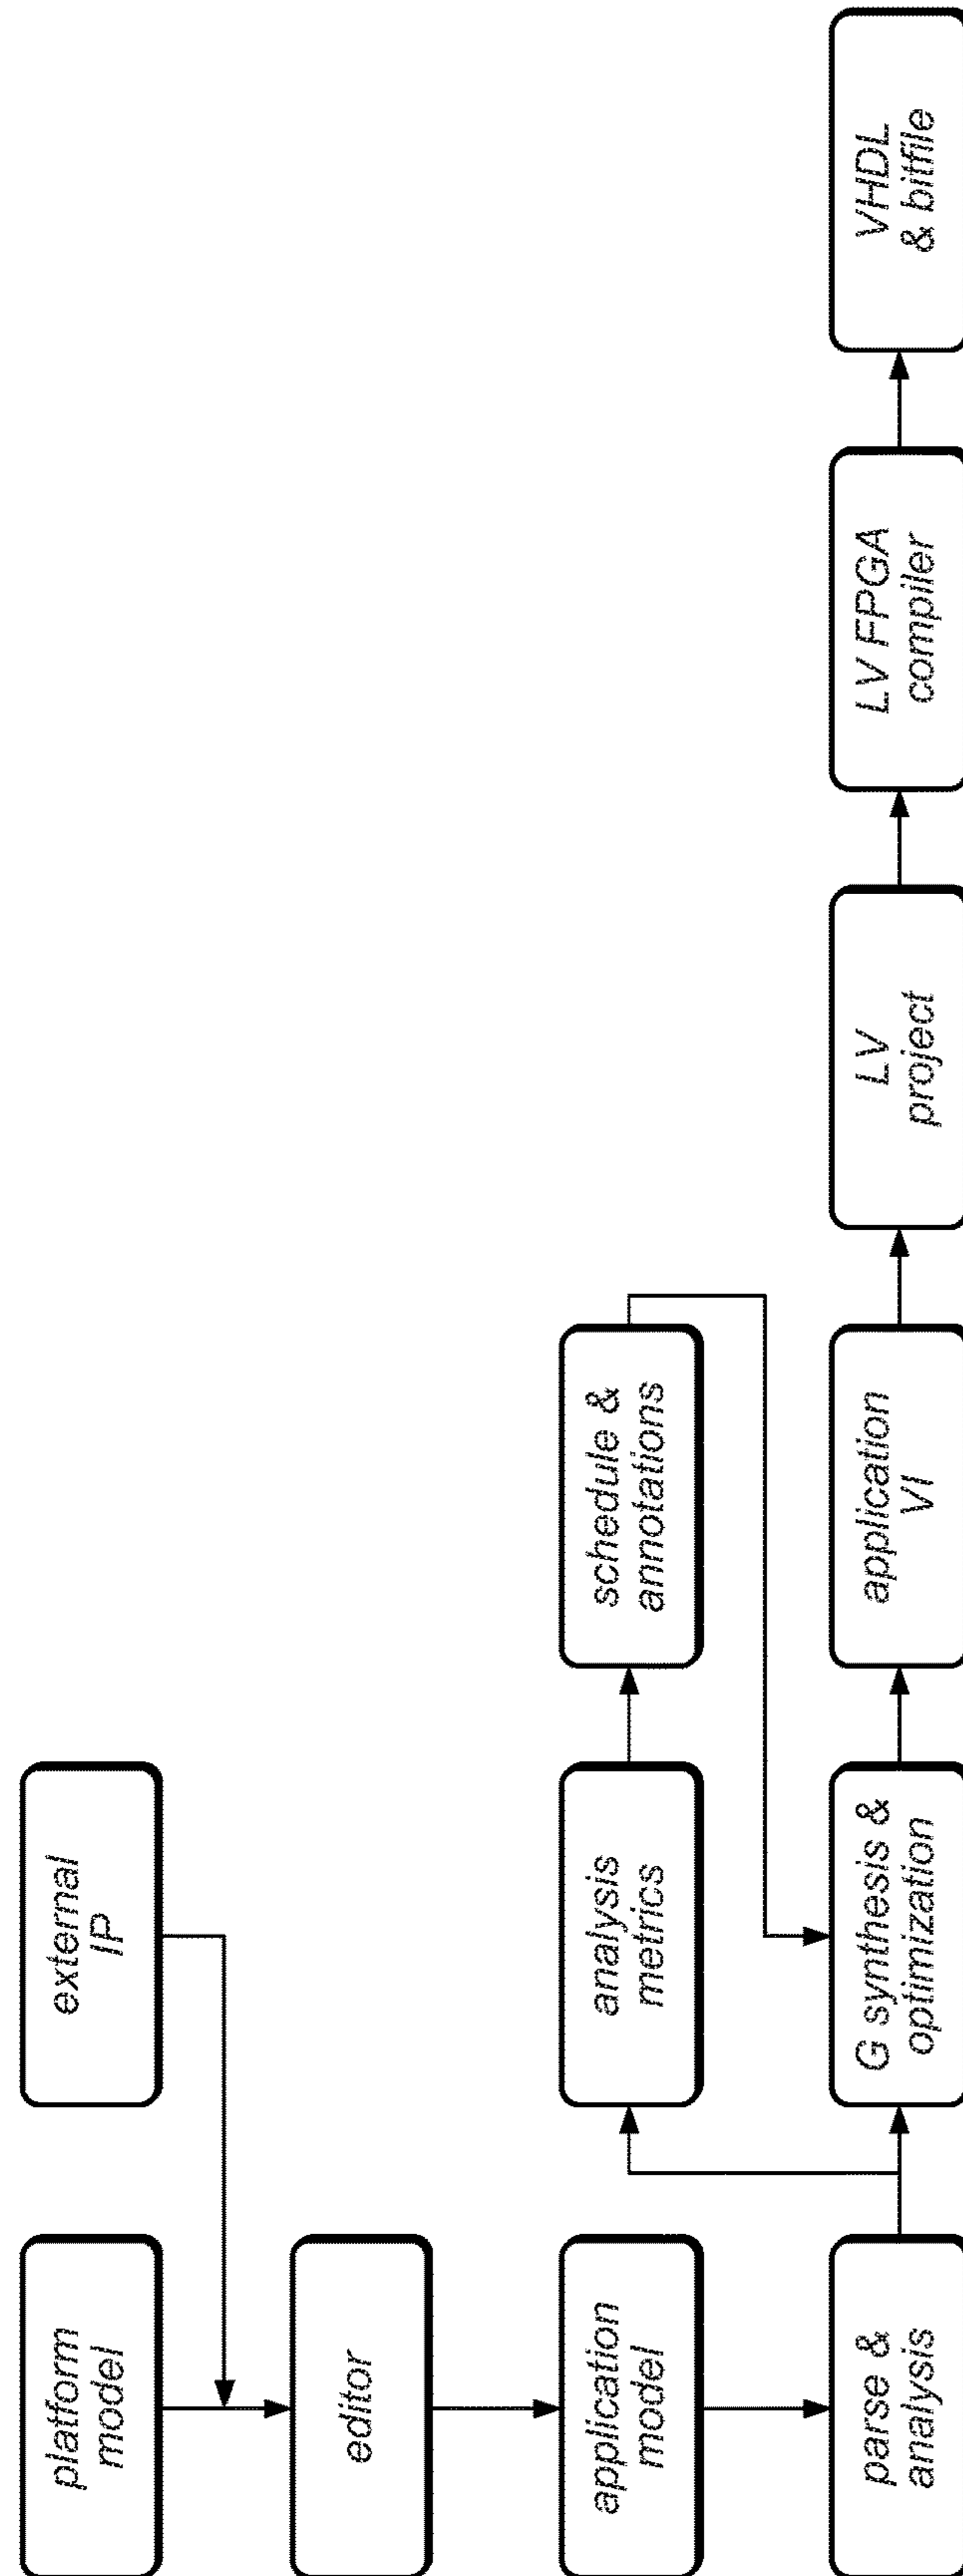 platform
model
external
IP
editor
application
model
analysis
metrics
schedule &
annotations
parse &
analysis
G synthesis &
optimization
application
VI
LV
project
LV FPGA
compiler
VHDL
& bitfile